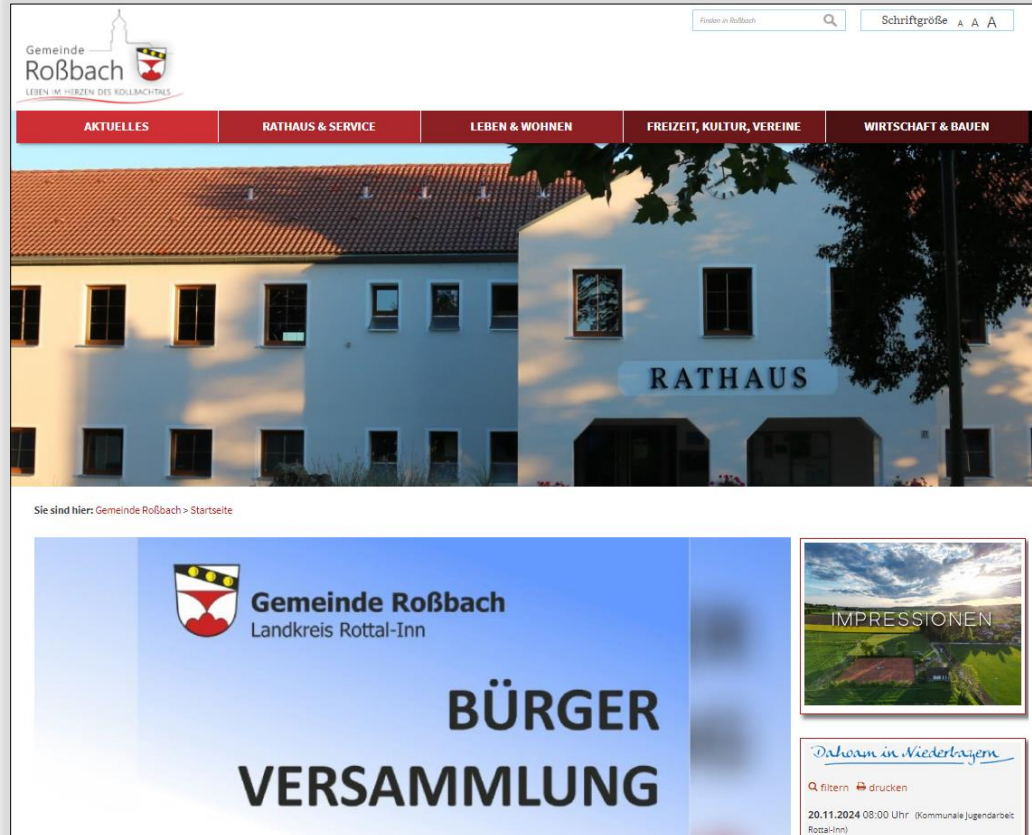 Gemeinde
Roßbach
LEBEN IM HERZEN DES KOLLBACHTALS
Finden in Roßbach
Schriftgröße A A A
AKTUELLES
RATHAUS & SERVICE
LEBEN & WOHNEN
FREIZEIT, KULTUR, VEREINE
WIRTSCHAFT & BAUEN
RATHAUS
Sie sind hier: Gemeinde Roßbach > Startseite
Gemeinde Roßbach
Landkreis Rottal-Inn
BÜRGER
VERSAMMLUNG
IMPRESSIONEN
Dahoam in Niederbayern
filtern drucken
20.11.2024 08:00 Uhr (Kommunale Jugendarbeit
Rottal-Inn)